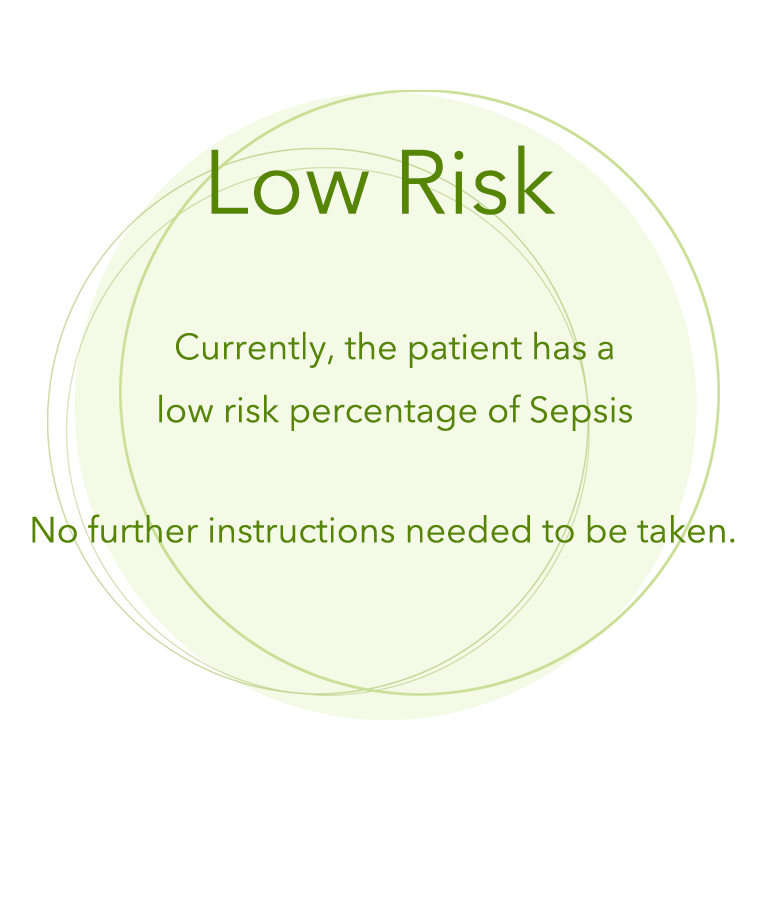 Low Risk
Currently, the patient has a
low risk percentage of Sepsis
No further instructions needed to be taken.